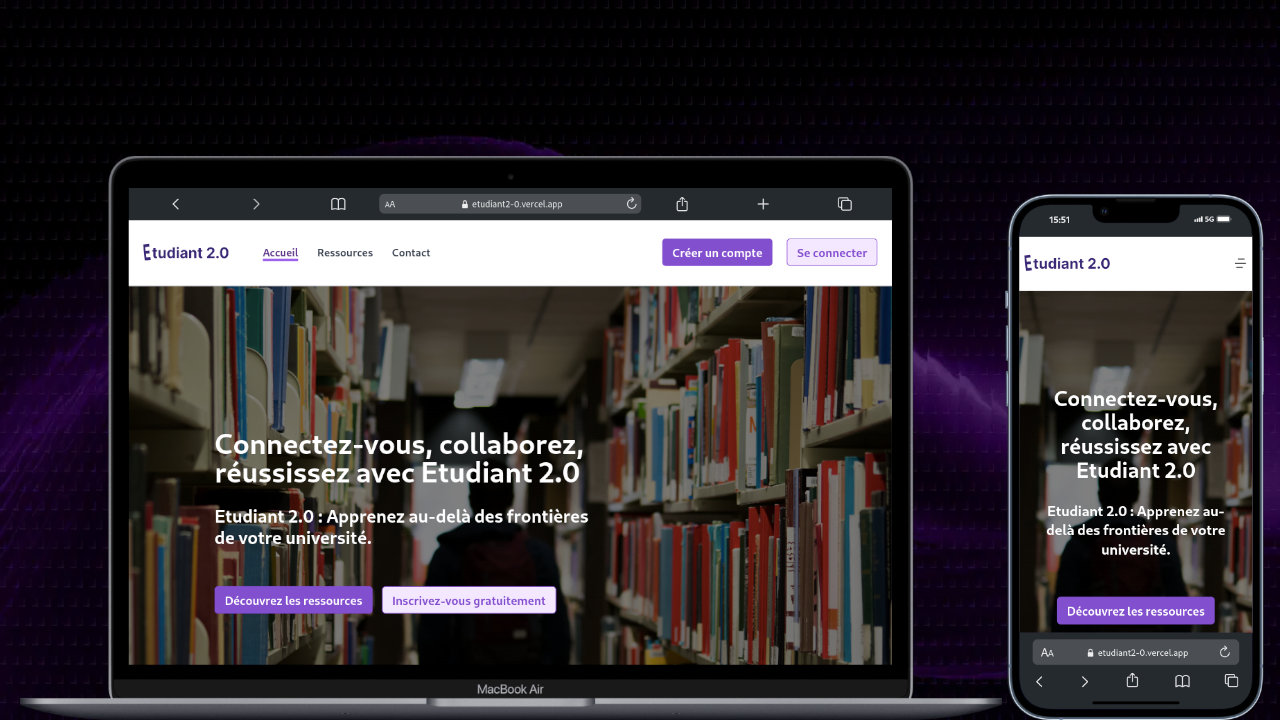 AA
etudiant2-0.vercel.app
Etudiant 2.0
Accueil
Ressources
Contact
Créer un compte
Se connecter
Connectez-vous, collaborez,
réussissez avec Etudiant 2.0
Etudiant 2.0 : Apprenez au-delà des frontières
de votre université.
Découvrez les ressources
Inscrivez-vous gratuitement
MacBook Air
15:51
5G
Etudiant 2.0
Connectez-vous,
collaborez,
réussissez avec
Etudiant 2.0
Etudiant 2.0 : Apprenez au-
delà des frontières de votre
université.
Découvrez les ressources
AA
etudiant2-0.vercel.app